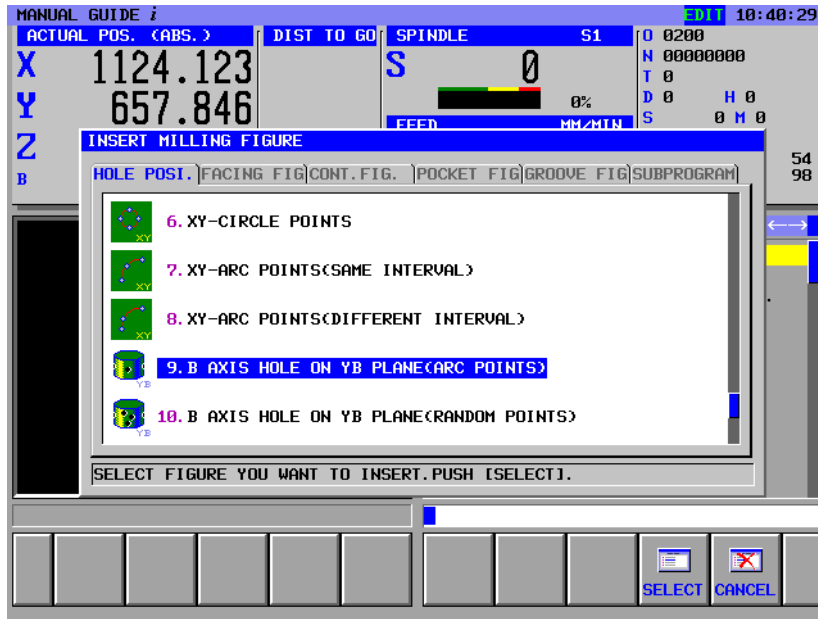 MANUAL GUIDE i EDIT 10:40:29
ACTUAL POS. (ABS.) DIST TO GO SPINDLE S1 O 0200
X 1124.123 S 0 N 00000000
T 0
Y 657.846 0% D 0 H 0
FEED MM/MIN S 0 M 0
Z 54
B 98
INSERT MILLING FIGURE
HOLE POSI. FACING FIG CONT.FIG. POCKET FIG GROOVE FIG SUBPROGRAM
6. XY-CIRCLE POINTS
XY
7. XY-ARC POINTS(SAME INTERVAL)
XY
8. XY-ARC POINTS(DIFFERENT INTERVAL)
XY
9. B AXIS HOLE ON YB PLANE(ARC POINTS)
YB
10. B AXIS HOLE ON YB PLANE(RANDOM POINTS)
YB
SELECT FIGURE YOU WANT TO INSERT.PUSH [SELECT].
SELECT CANCEL